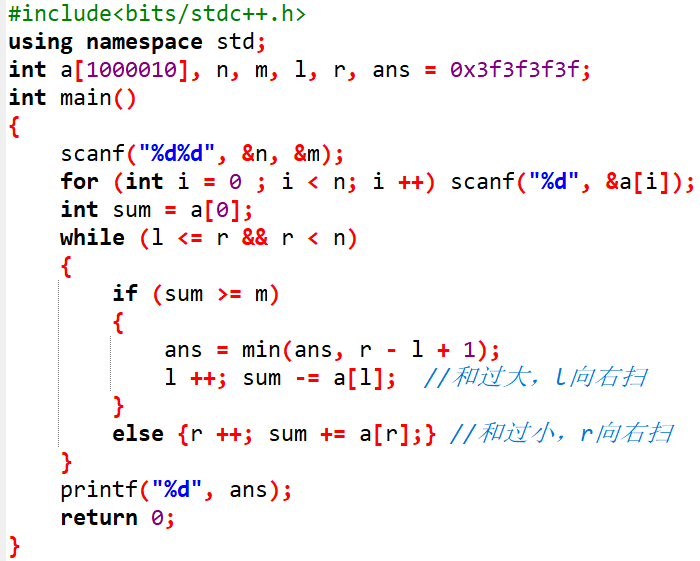 #include<bits/stdc++.h>
using namespace std;
int a[1000010], n, m, l, r, ans = 0x3f3f3f3f;
int main()
{
    scanf("%d%d", &n, &m);
    for (int i = 0 ; i < n; i ++) scanf("%d", &a[i]);
    int sum = a[0];
    while (l <= r && r < n)
    {
        if (sum >= m)
        {
            ans = min(ans, r - l + 1);
            l ++; sum -= a[l];  //和过大，l向右扫
        }
        else {r ++; sum += a[r];} //和过小，r向右扫
    }
    printf("%d", ans);
    return 0;
}